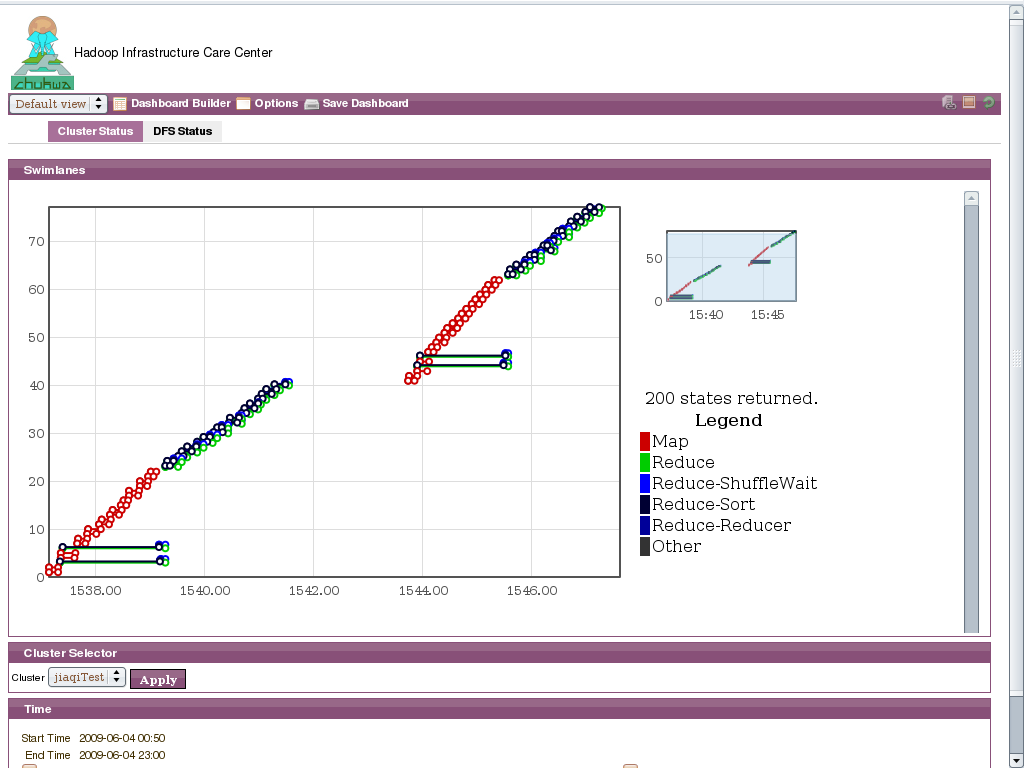 chukwa
Hadoop Infrastructure Care Center
Default view Dashboard Builder Options Save Dashboard
Cluster Status DFS Status
Swimlanes
70
60
50
40
30
20
10
0
1538.00 1540.00 1542.00 1544.00 1546.00
50
0
15:40 15:45
200 states returned.
Legend
Map
Reduce
Reduce-ShuffleWait
Reduce-Sort
Reduce-Reducer
Other
Cluster Selector
Cluster jiaqiTest Apply
Time
Start Time 2009-06-04 00:50
End Time 2009-06-04 23:00